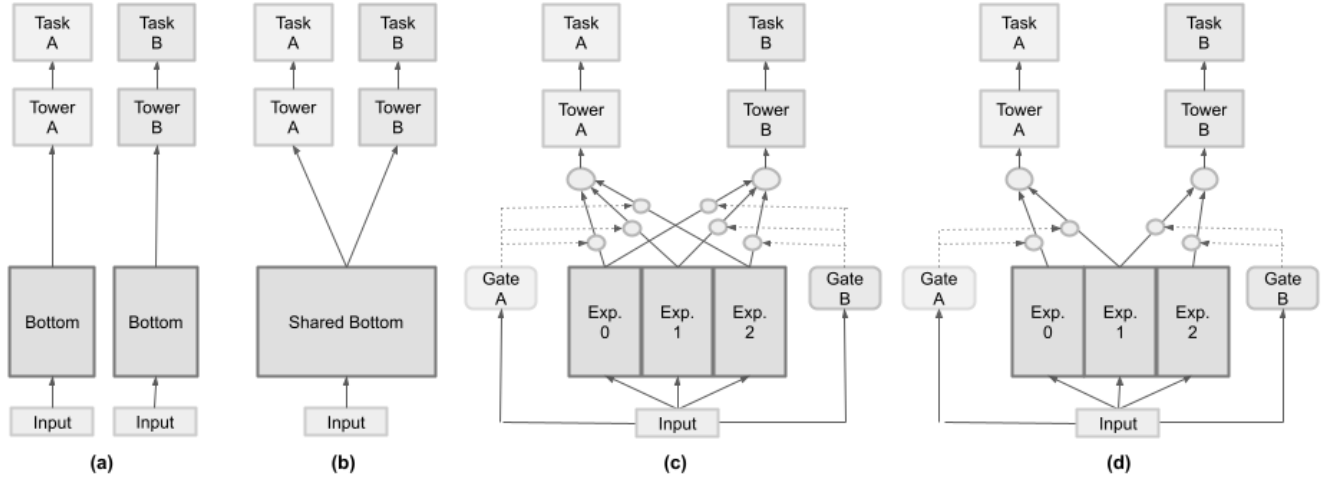 Task
A
Task
B
Tower
A
Tower
B
Bottom
Bottom
Input
Input
(a)
Task
A
Task
B
Tower
A
Tower
B
Shared Bottom
Input
(b)
Task
A
Task
B
Tower
A
Tower
B
Gate
A
Exp.
0
Exp.
1
Exp.
2
Gate
B
Input
(c)
Task
A
Task
B
Tower
A
Tower
B
Gate
A
Exp.
0
Exp.
1
Exp.
2
Gate
B
Input
(d)